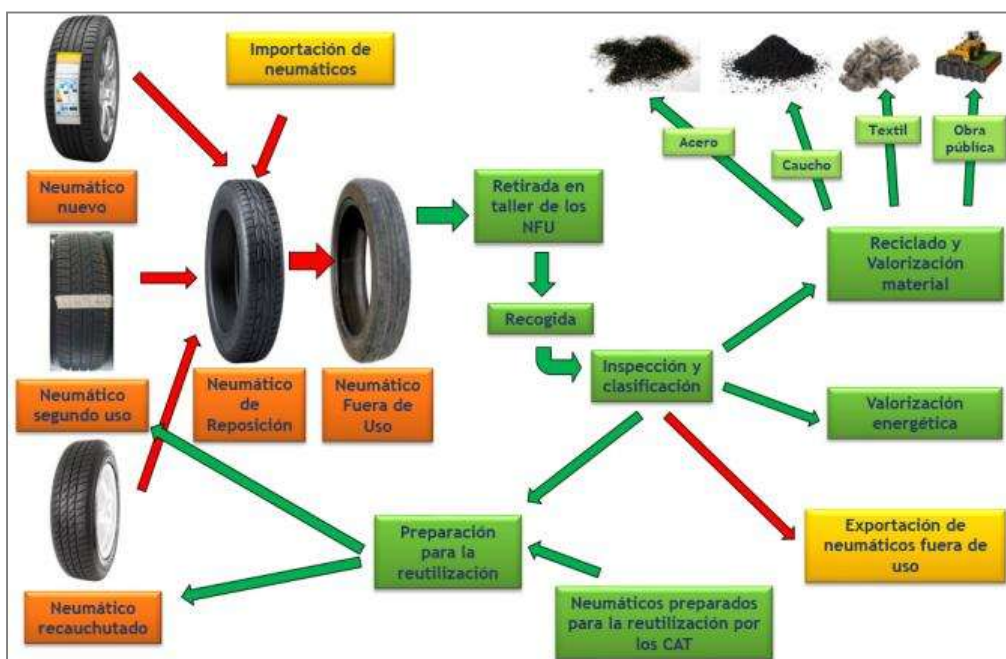 Importación de
neumáticos
Neumático
nuevo
Neumático
segundo uso
Neumático
recauchutado
Neumático
de
Reposición
Neumático
Fuera de
Uso
Retirada en
taller de los
NFU
Recogida
Inspección y
clasificación
Acero
Caucho
Textil
Obra
pública
Reciclado y
Valorización
material
Valorización
energética
Exportación de
neumáticos fuera de
uso
Preparación
para la
reutilización
Neumáticos preparados
para la reutilización por
los CAT